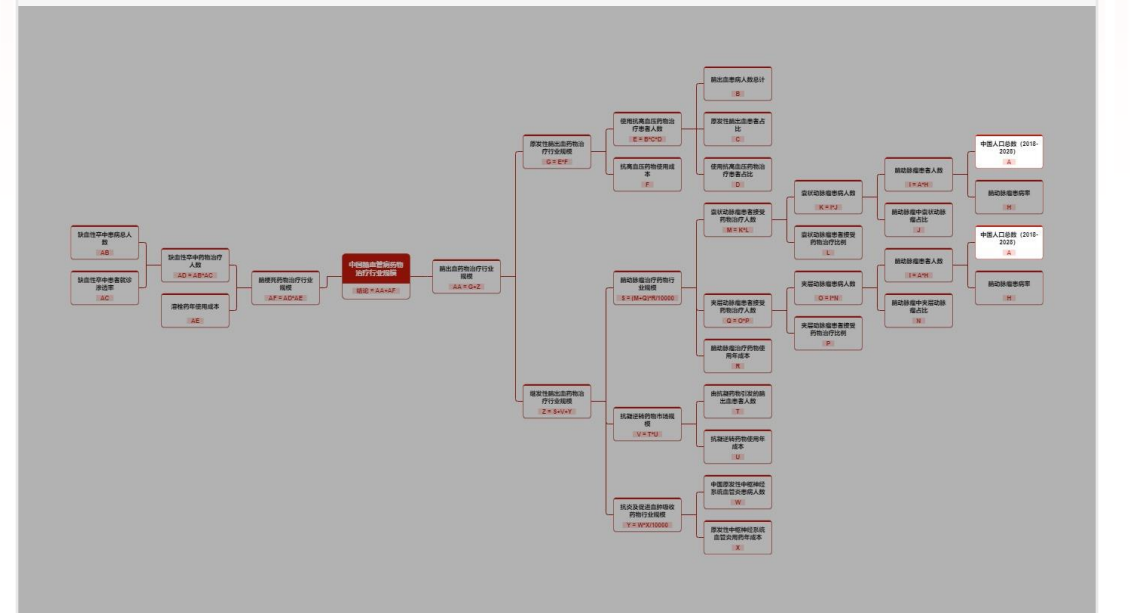 脑出血患病人数总计
B
使用抗高血压药物治
疗患者人数
E = B*C*D
原发性脑出血患者占
比
C
原发性脑出血药物治
疗行业规模
G = E*F
抗高血压药物使用成
本
F
使用抗高血压药物治
疗患者占比
D
中国人口总数（2018-
2028）
A
脑动脉瘤患者人数
I = A*H
脑动脉瘤患病率
H
囊状动脉瘤患病人数
K = I*J
脑动脉瘤中囊状动脉
瘤占比
J
囊状动脉瘤患者接受
药物治疗人数
M = K*L
囊状动脉瘤患者接受
药物治疗比例
L
缺血性卒中患病总人
数
AB
缺血性卒中药物治疗
人数
AD = AB*AC
缺血性卒中患者就诊
渗透率
AC
脑梗死药物治疗行业
规模
AF = AD*AE
溶栓药年使用成本
AE
中国脑血管病药物
治疗行业规模
结论 = AA+AF
脑出血药物治疗行业
规模
AA = G+Z
脑动脉瘤治疗药物行
业规模
S = (M+Q)*R/10000
中国人口总数（2018-
2028）
A
脑动脉瘤患者人数
I = A*H
脑动脉瘤患病率
H
夹层动脉瘤患病人数
O = I*N
脑动脉瘤中夹层动脉
瘤占比
N
夹层动脉瘤患者接受
药物治疗人数
Q = O*P
夹层动脉瘤患者接受
药物治疗比例
P
脑动脉瘤治疗药物使
用年成本
R
继发性脑出血药物治
疗行业规模
Z = S+V+Y
由抗凝药物引发的脑
出血患者人数
T
抗凝逆转药物市场规
模
V = T*U
抗凝逆转药物使用年
成本
U
中国原发性中枢神经
系统血管炎患病人数
W
抗炎及促进血肿吸收
药物行业规模
Y = W*X/10000
原发性中枢神经系统
血管炎用药年成本
X